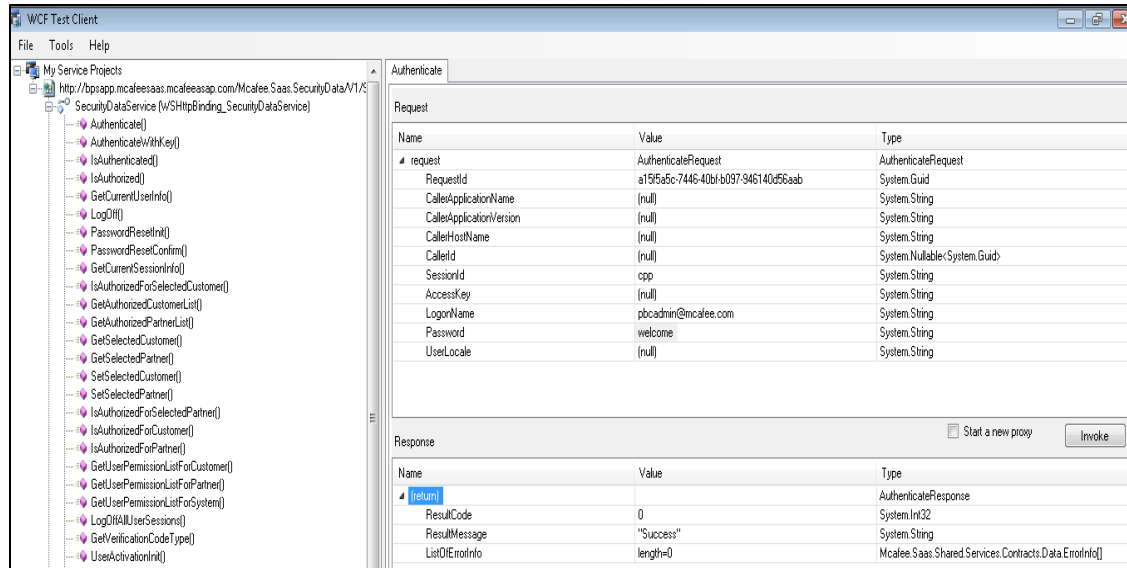 WCF Test Client
File Tools Help
My Service Projects
http://bpsapp.mcafeesaas.mcafeeasap.com/Mcafee.Saas.SecurityData/V1/S
SecurityDataService (WSHttpBinding_SecurityDataService)
Authenticate()
AuthenticateWithKey()
IsAuthenticated()
IsAuthorized()
GetCurrentUserInfo()
LogOff()
PasswordResetInit()
PasswordResetConfirm()
GetCurrentSessionInfo()
IsAuthorizedForSelectedCustomer()
GetAuthorizedCustomerList()
GetAuthorizedPartnerList()
GetSelectedCustomer()
GetSelectedPartner()
SetSelectedCustomer()
SetSelectedPartner()
IsAuthorizedForSelectedPartner()
IsAuthorizedForCustomer()
IsAuthorizedForPartner()
GetUserPermissionListForCustomer()
GetUserPermissionListForPartner()
GetUserPermissionListForSystem()
LogOffAllUserSessions()
GetVerificationCodeType()
UserActivationInit()
Authenticate
Request
Name Value Type
request AuthenticateRequest AuthenticateRequest
RequestId a15f5a5c-7446-40bf-b097-946140d56aab System.Guid
CallerApplicationName (null) System.String
CallerApplicationVersion (null) System.String
CallerHostName (null) System.String
CallerId (null) System.Nullable<System.Guid>
SessionId cpp System.String
AccessKey (null) System.String
LogonName pbcadmin@mcafee.com System.String
Password welcome System.String
UserLocale (null) System.String
Response
Start a new proxy Invoke
Name Value Type
(return) AuthenticateResponse
ResultCode 0 System.Int32
ResultMessage "Success" System.String
ListOfErrorInfo length=0 Mcafee.Saas.Shared.Services.Contracts.Data.ErrorInfo[]